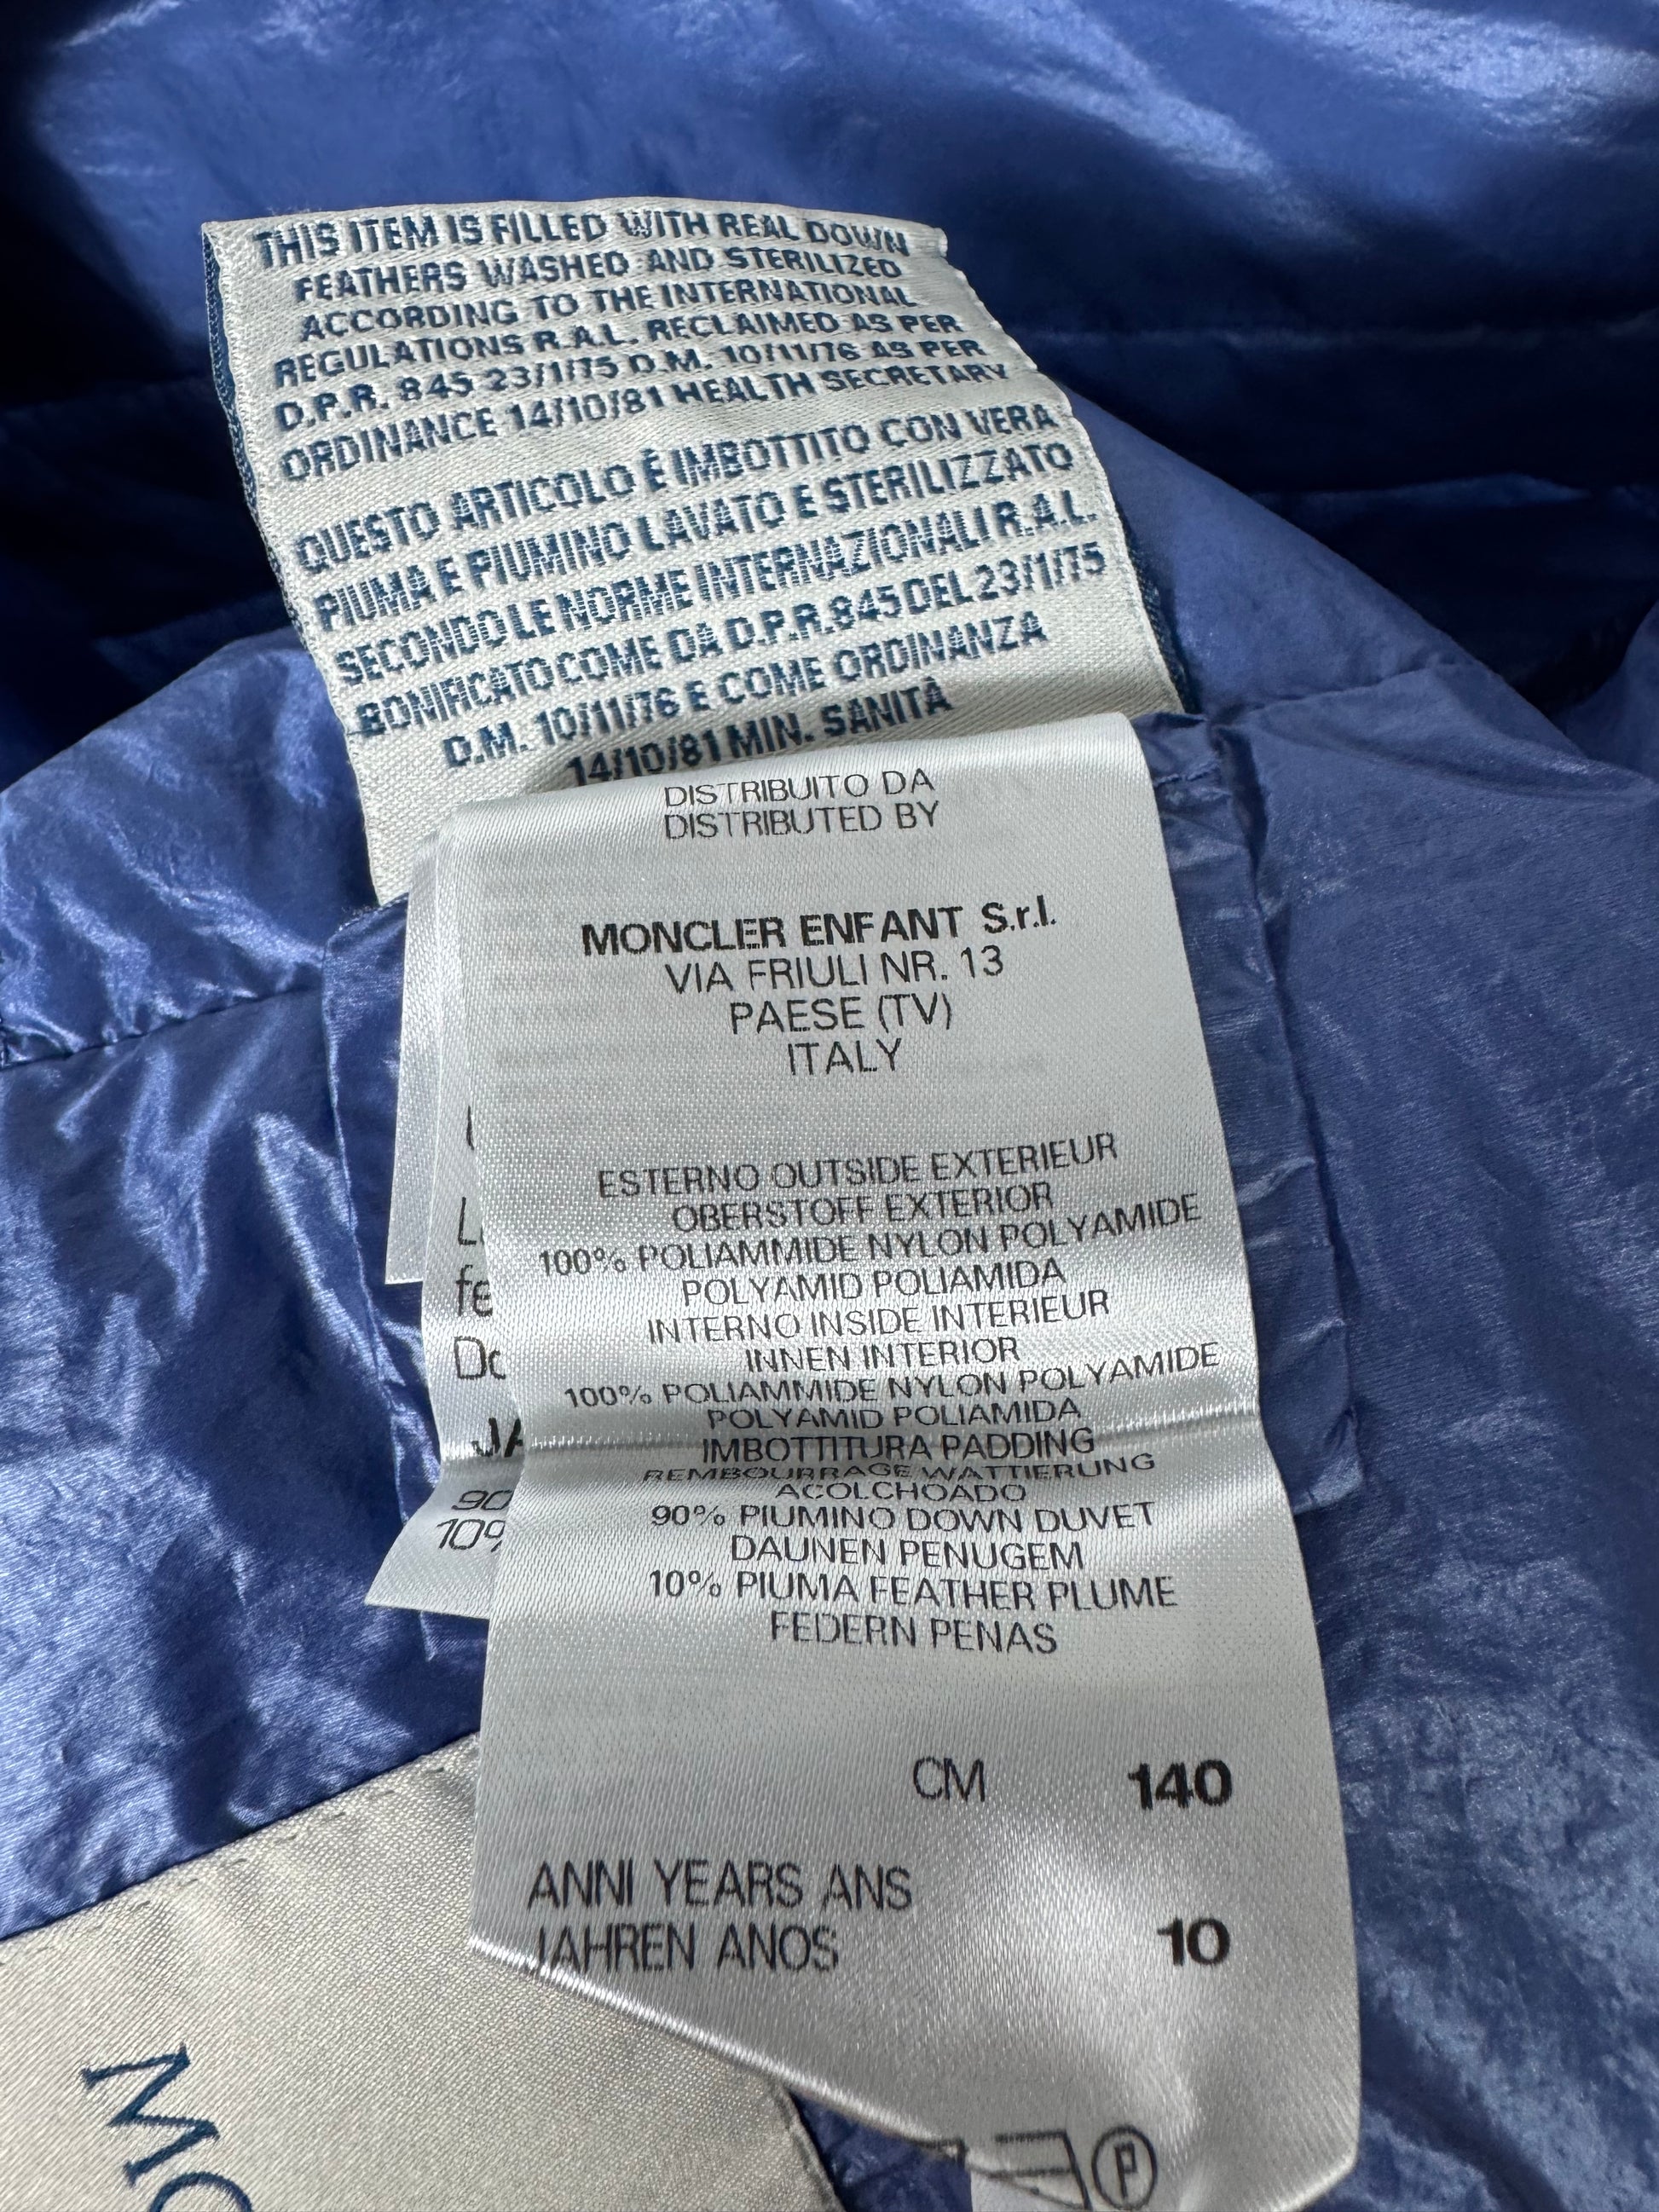 THIS ITEM IS FILLED WITH REAL DOWN
FEATHERS WASHED AND STERILIZED
ACCORDING TO THE INTERNATIONAL
REGULATIONS R.A.L. RECLAIMED AS PER
D.P.R. 845 23/1/75 D.M. 10/11/76 AS PER
ORDINANCE 14/10/81 HEALTH SECRETARY
QUESTO ARTICOLO È IMBOTTITO CON VERA
PIUMA E PIUMINO LAVATO E STERILIZZATO
SECONDO LE NORME INTERNAZIONALI R.A.L.
BONIFICATO COME DA D.P.R. 845 DEL 23/1/75
D.M. 10/11/76 E COME ORDINANZA
14/10/81 MIN. SANITÀ
DISTRIBUITO DA
DISTRIBUTED BY
MONCLER ENFANT S.r.l.
VIA FRIULI NR. 13
PAESE (TV)
ITALY
ESTERNO OUTSIDE EXTERIEUR
OBERSTOFF EXTERIOR
100% POLIAMMIDE NYLON POLYAMIDE
POLYAMID POLIAMIDA
INTERNO INSIDE INTERIEUR
INNEN INTERIOR
100% POLIAMMIDE NYLON POLYAMIDE
POLYAMID POLIAMIDA
IMBOTTITURA PADDING
REMBOURRAGE WATTIERUNG
ACOLCHOADO
90% PIUMINO DOWN DUVET
DAUNEN PENUGEM
10% PIUMA FEATHER PLUME
FEDERN PENAS
CM 140
ANNI YEARS ANS
JAHREN ANOS 10
P
fe
Do
JA
90
10%
MO